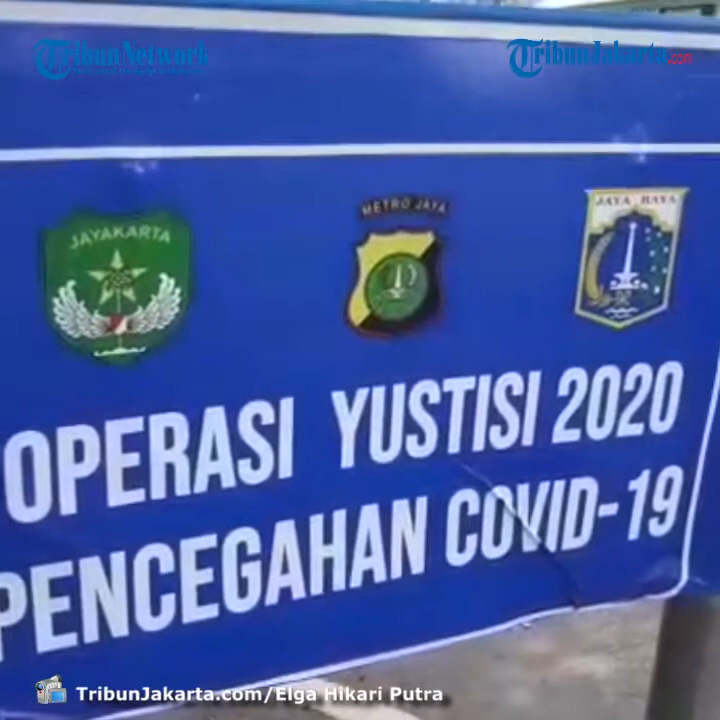 TribunNetwork
TribunJakarta.com
JAYAKARTA
METRO JAYA
JAYA RAYA
OPERASI YUSTISI 2020
PENCEGAHAN COVID-19
TribunJakarta.com/Elga Hikari Putra